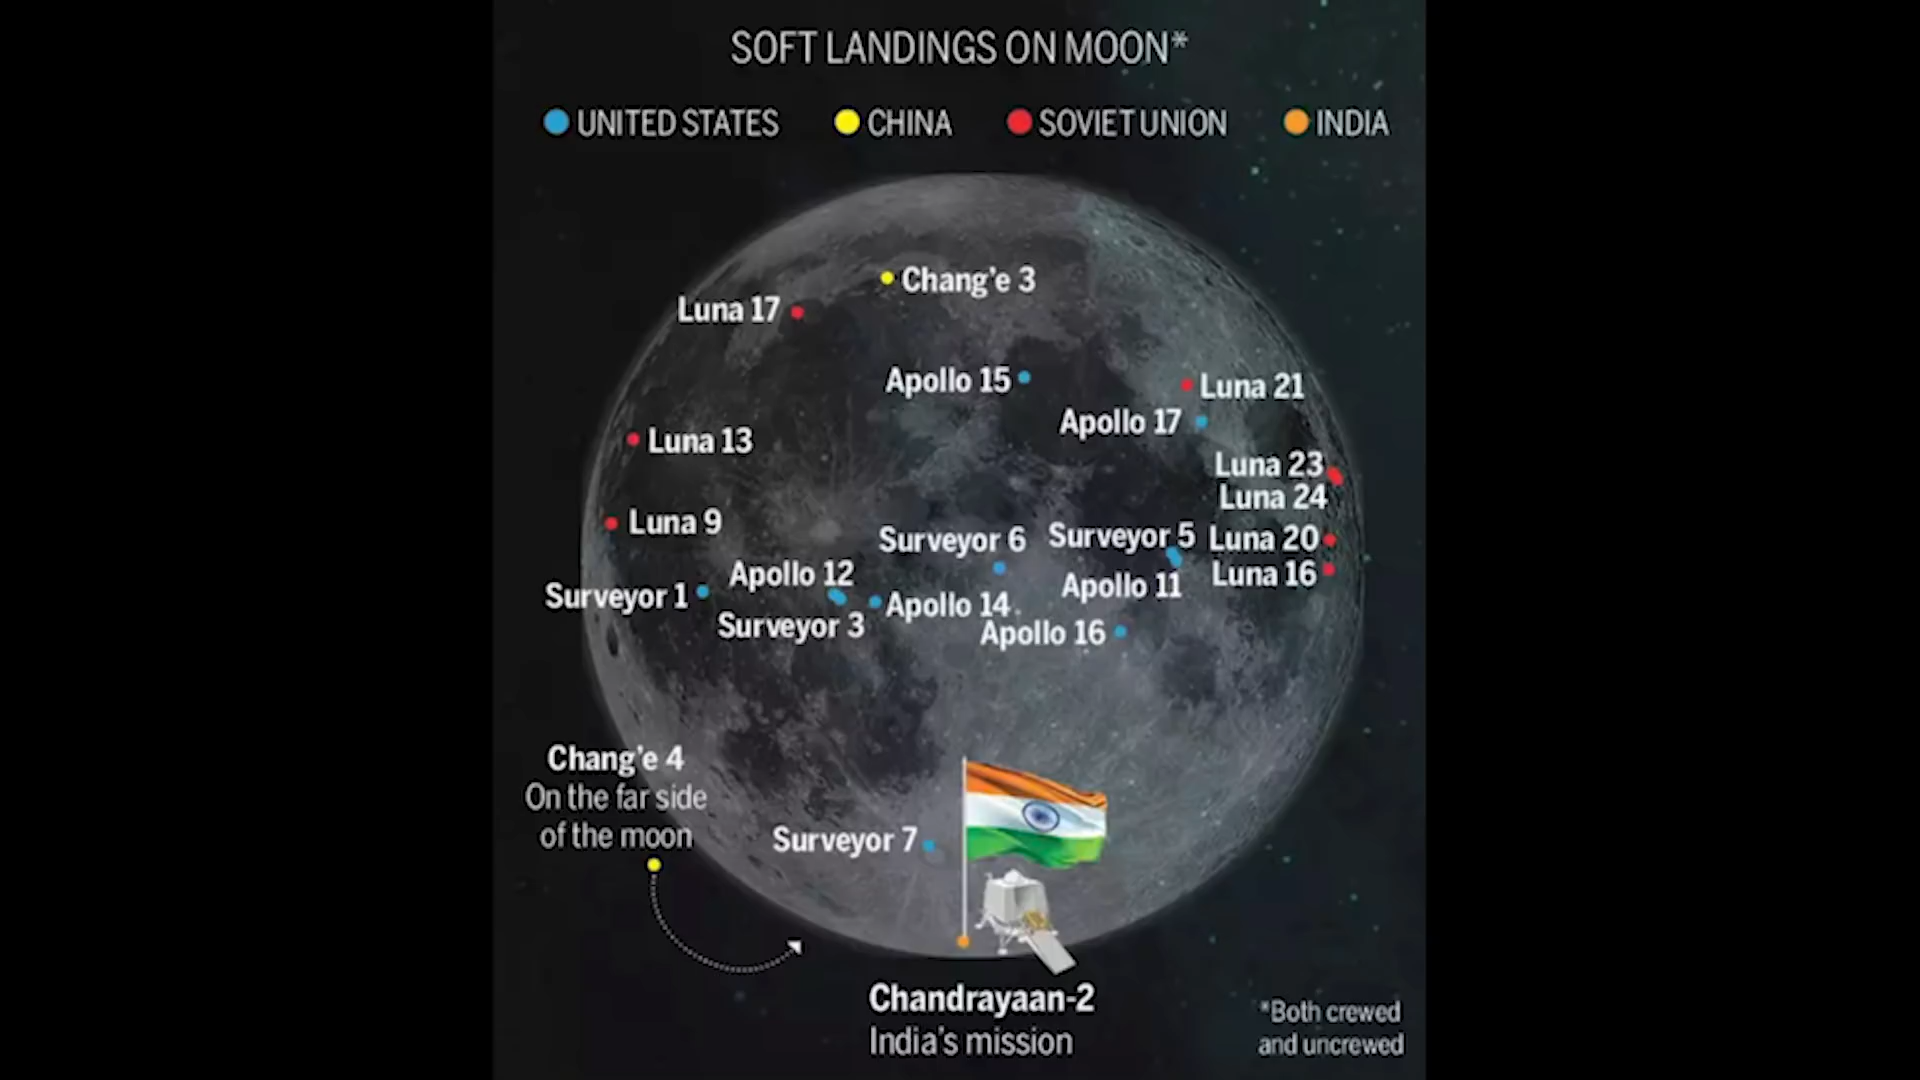 SOFT LANDINGS ON MOON*
UNITED STATES
CHINA
SOVIET UNION
INDIA
Chang'e 3
Luna 17
Apollo 15
Luna 21
Apollo 17
Luna 13
Luna 23
Luna 24
Luna 9
Surveyor 6
Surveyor 5
Luna 20
Apollo 12
Luna 16
Surveyor 1
Apollo 11
Apollo 14
Surveyor 3
Apollo 16
Chang'e 4
On the far side
of the moon
Surveyor 7
Chandrayaan-2
India's mission
*Both crewed
and uncrewed